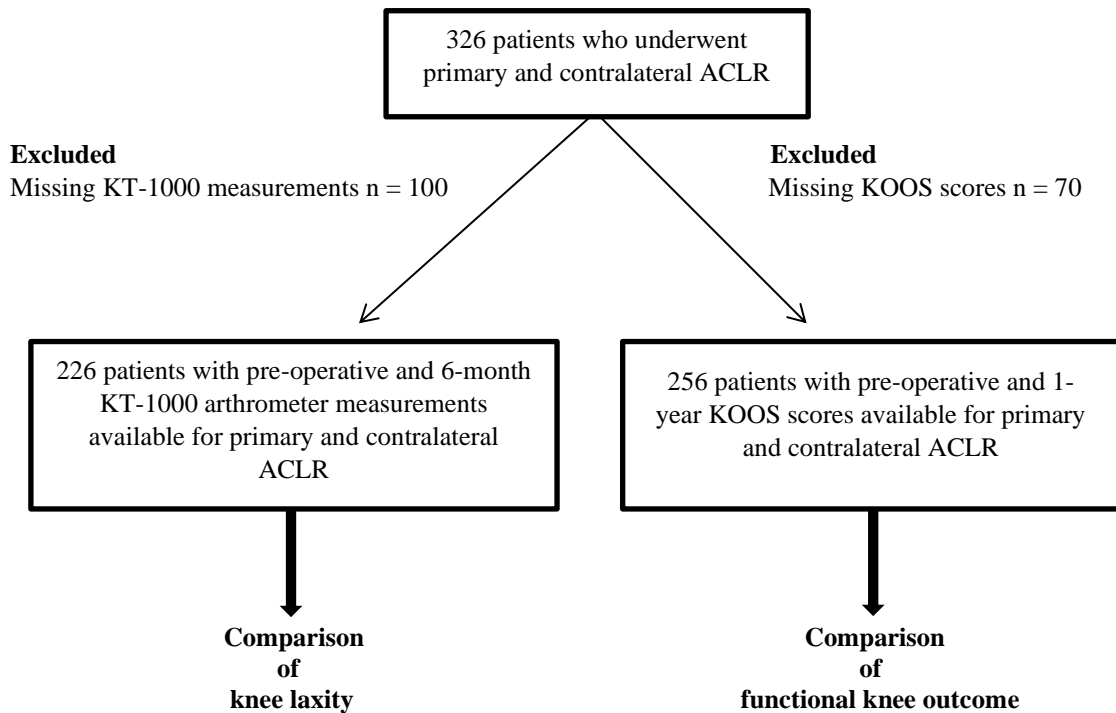 326 patients who underwent
primary and contralateral ACLR
Excluded
Missing KT-1000 measurements n = 100
Excluded
Missing KOOS scores n = 70
226 patients with pre-operative and 6-month
KT-1000 arthrometer measurements
available for primary and contralateral
ACLR
256 patients with pre-operative and 1-
year KOOS scores available for primary
and contralateral ACLR
Comparison
of
knee laxity
Comparison
of
functional knee outcome